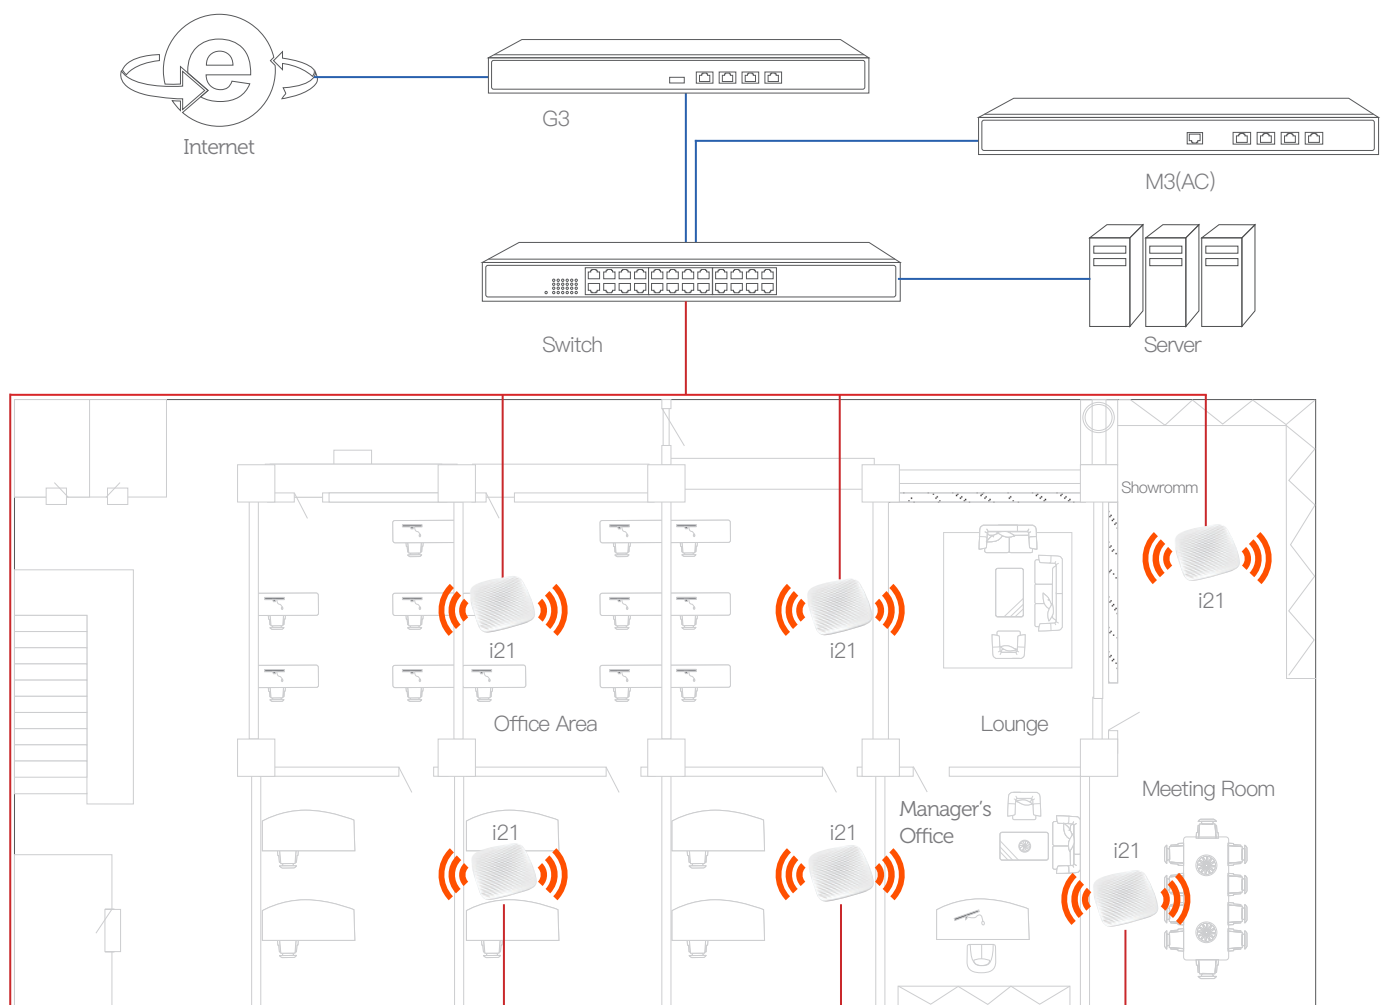 Internet
G3
M3(AC)
Switch
Server
Showromm
i21
i21
i21
Office Area
Lounge
Meeting Room
Manager's
Office
i21
i21
i21